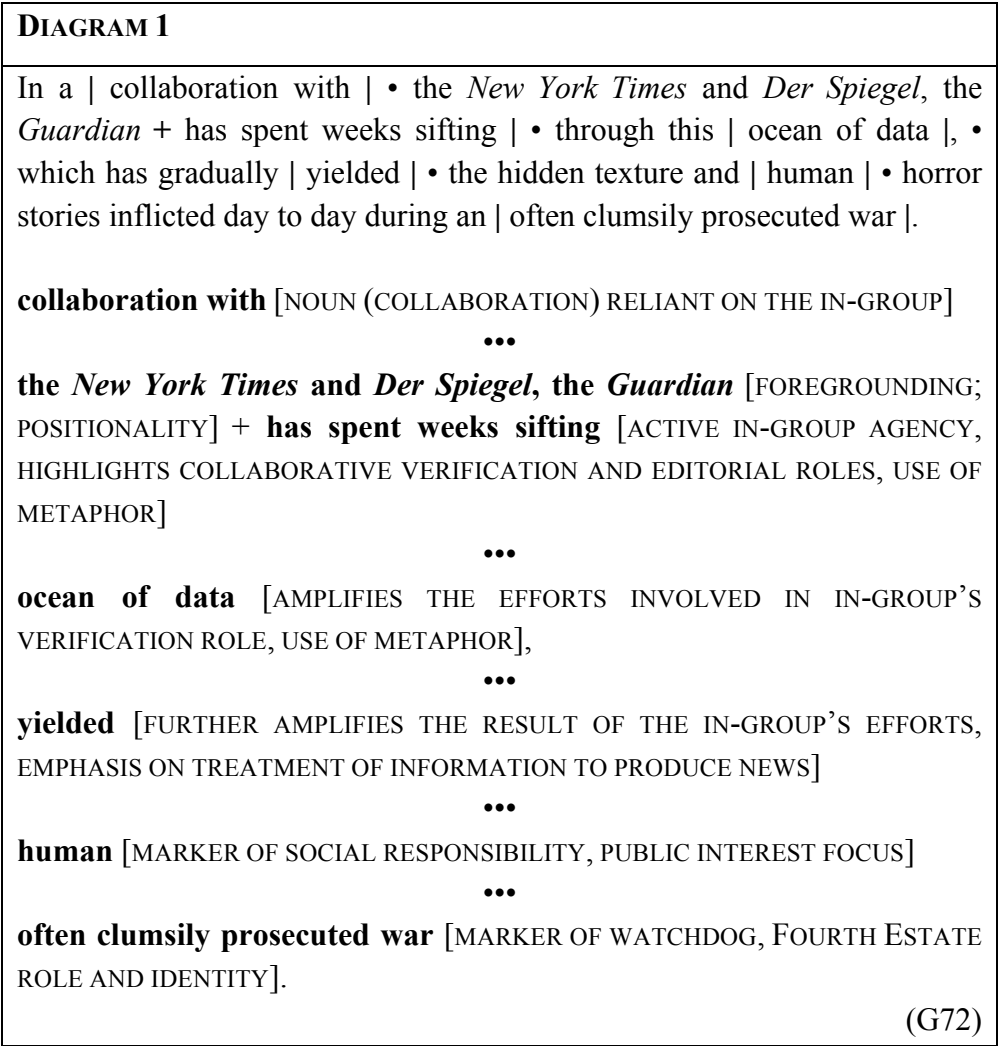 DIAGRAM 1
In a | collaboration with | • the New York Times and Der Spiegel, the
Guardian + has spent weeks sifting | • through this | ocean of data |, •
which has gradually | yielded | • the hidden texture and | human | • horror
stories inflicted day to day during an | often clumsily prosecuted war |.
collaboration with [NOUN (COLLABORATION) RELIANT ON THE IN-GROUP]
•••
the New York Times and Der Spiegel, the Guardian [FOREGROUNDING;
POSITIONALITY] + has spent weeks sifting [ACTIVE IN-GROUP AGENCY,
HIGHLIGHTS COLLABORATIVE VERIFICATION AND EDITORIAL ROLES, USE OF
METAPHOR]
•••
ocean of data [AMPLIFIES THE EFFORTS INVOLVED IN IN-GROUP'S
VERIFICATION ROLE, USE OF METAPHOR],
•••
yielded [FURTHER AMPLIFIES THE RESULT OF THE IN-GROUP'S EFFORTS,
EMPHASIS ON TREATMENT OF INFORMATION TO PRODUCE NEWS]
•••
human [MARKER OF SOCIAL RESPONSIBILITY, PUBLIC INTEREST FOCUS]
•••
often clumsily prosecuted war [MARKER OF WATCHDOG, FOURTH ESTATE
ROLE AND IDENTITY].
(G72)